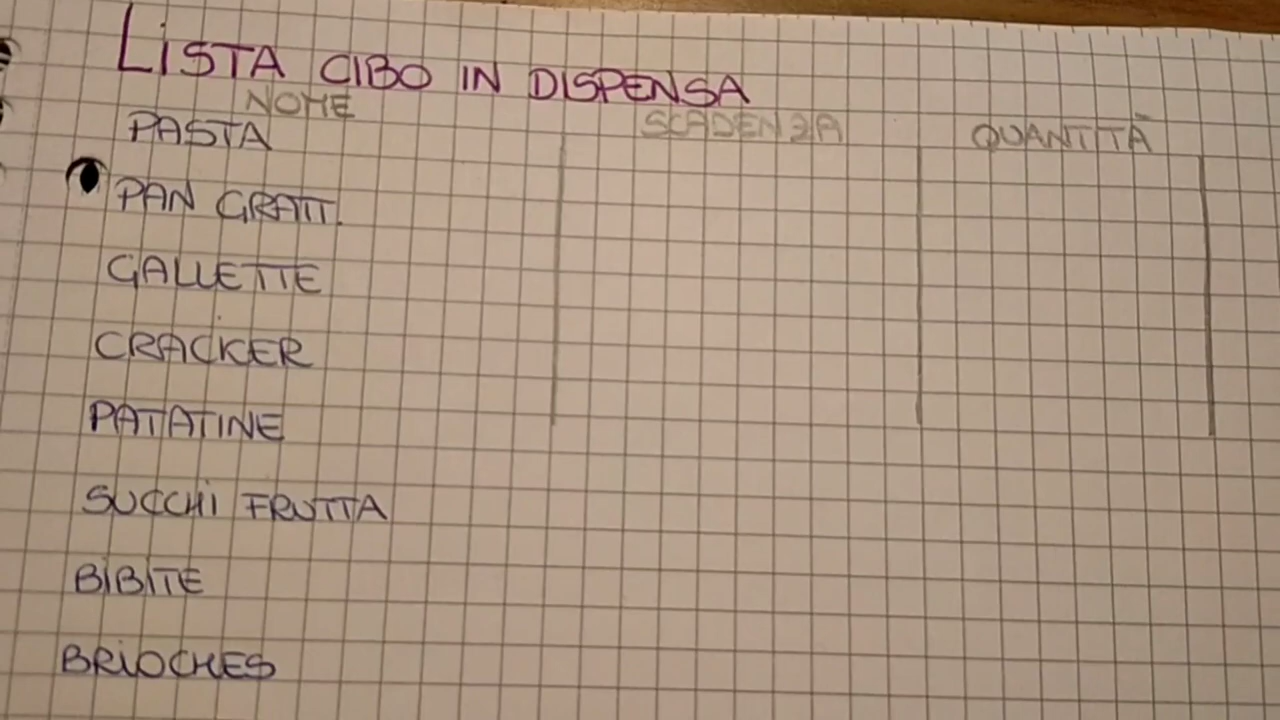 LiSTA CIBO IN DISPENSA
NOME SCADENZA QUANTITÀ
PASTA
PAN GRATT.
GALLETTE
CRACKER
PATATINE
SUCCHi FRUTTA
BiBiTE
BRiOCHES